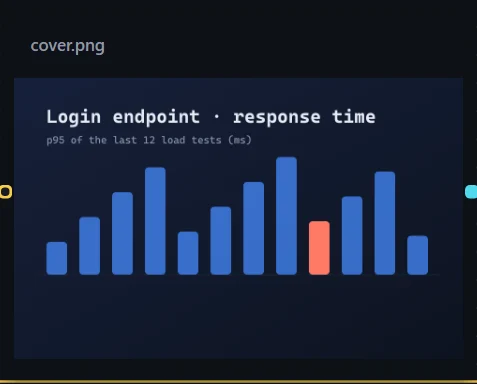 cover.png
Login endpoint · response time
p95 of the last 12 load tests (ms)